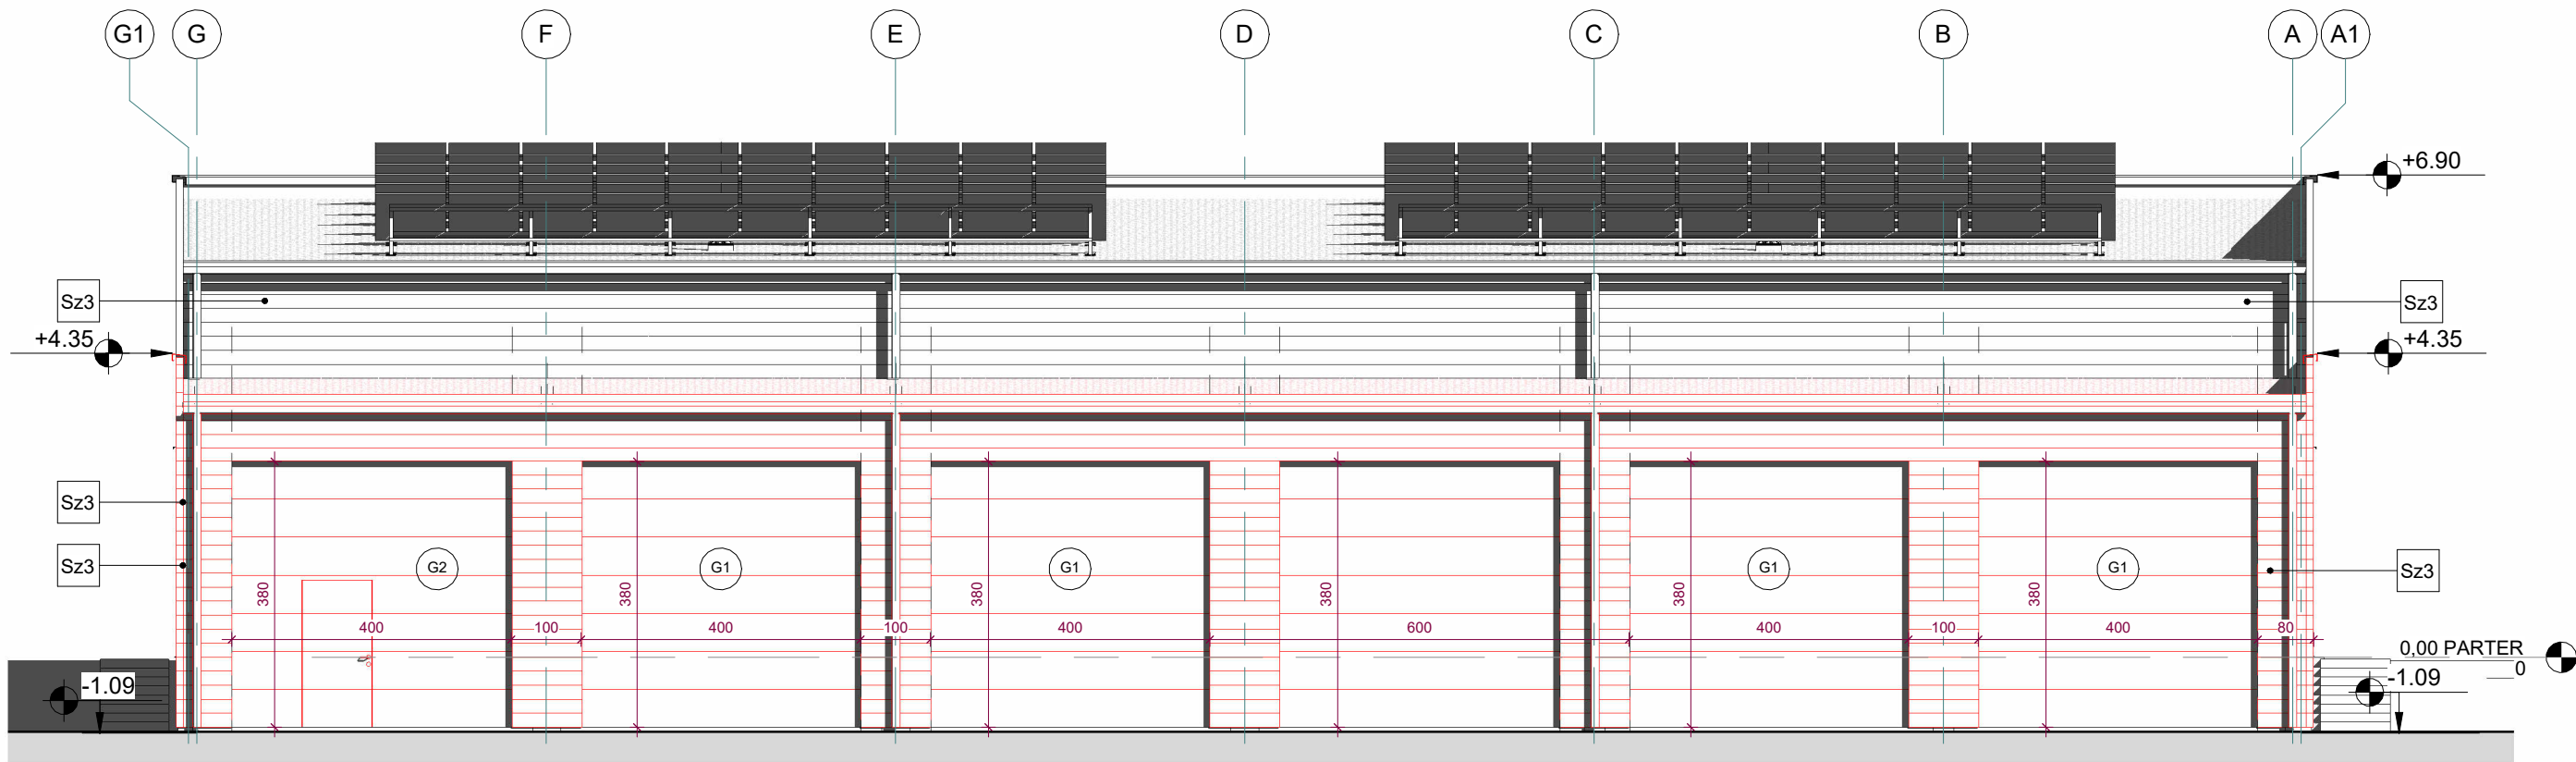 G1 G F E D C B A A1
+6.90
Sz3 Sz3
+4.35 +4.35
Sz3
Sz3 G2 G1 G1 G1 G1 Sz3
380 380 380 380 380 380
400 100 400 100 400 600 400 100 400 80
0,00 PARTER
0
-1.09 -1.09